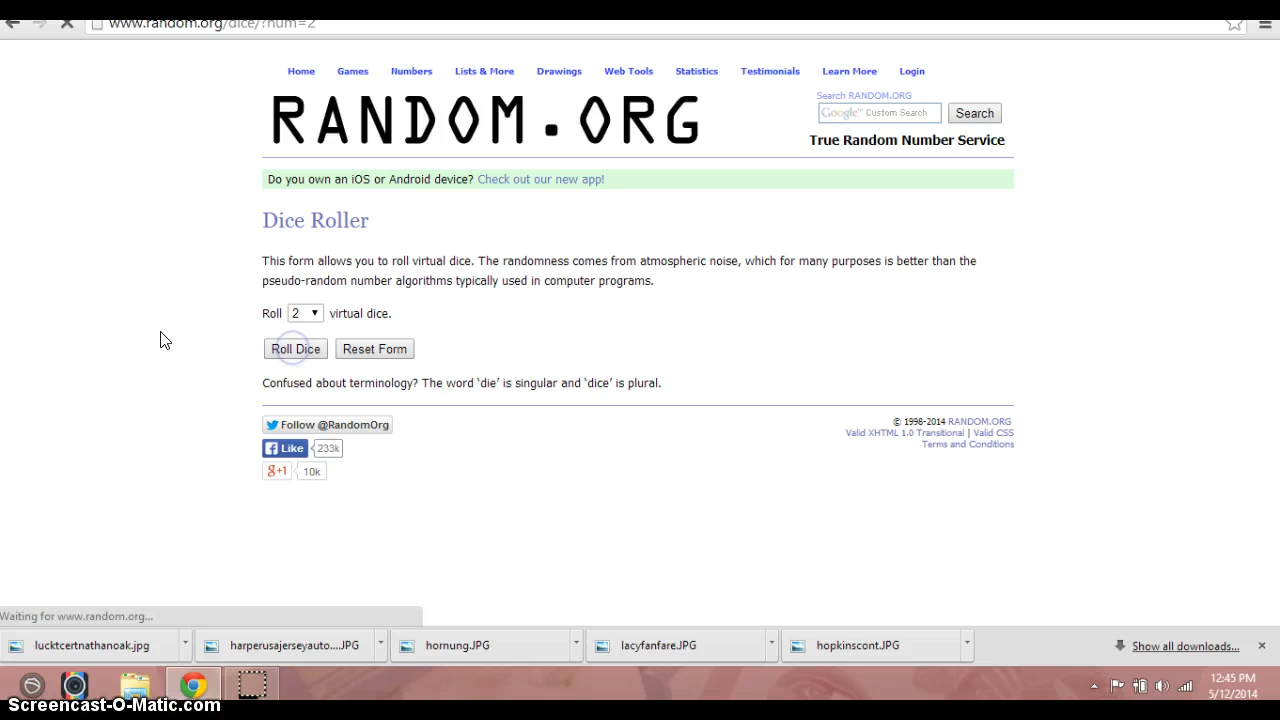 www.random.org/dice/?num=2
Home Games Numbers Lists & More Drawings Web Tools Statistics Testimonials Learn More Login
Search RANDOM.ORG
RANDOM.ORG
Google™ Custom Search Search
True Random Number Service
Do you own an iOS or Android device? Check out our new app!
Dice Roller
This form allows you to roll virtual dice. The randomness comes from atmospheric noise, which for many purposes is better than the
pseudo-random number algorithms typically used in computer programs.
Roll 2 virtual dice.
Roll Dice Reset Form
Confused about terminology? The word ‘die’ is singular and ‘dice’ is plural.
Follow @RandomOrg
© 1998-2014 RANDOM.ORG
Valid XHTML 1.0 Transitional | Valid CSS
Terms and Conditions
Like 233k
g+1 10k
Waiting for www.random.org...
lucktcertnathanoak.jpg harperusajerseyauto....JPG hornung.JPG lacyfanfare.JPG hopkinscont.JPG Show all downloads...
12:45 PM
5/12/2014
Screencast-O-Matic.com